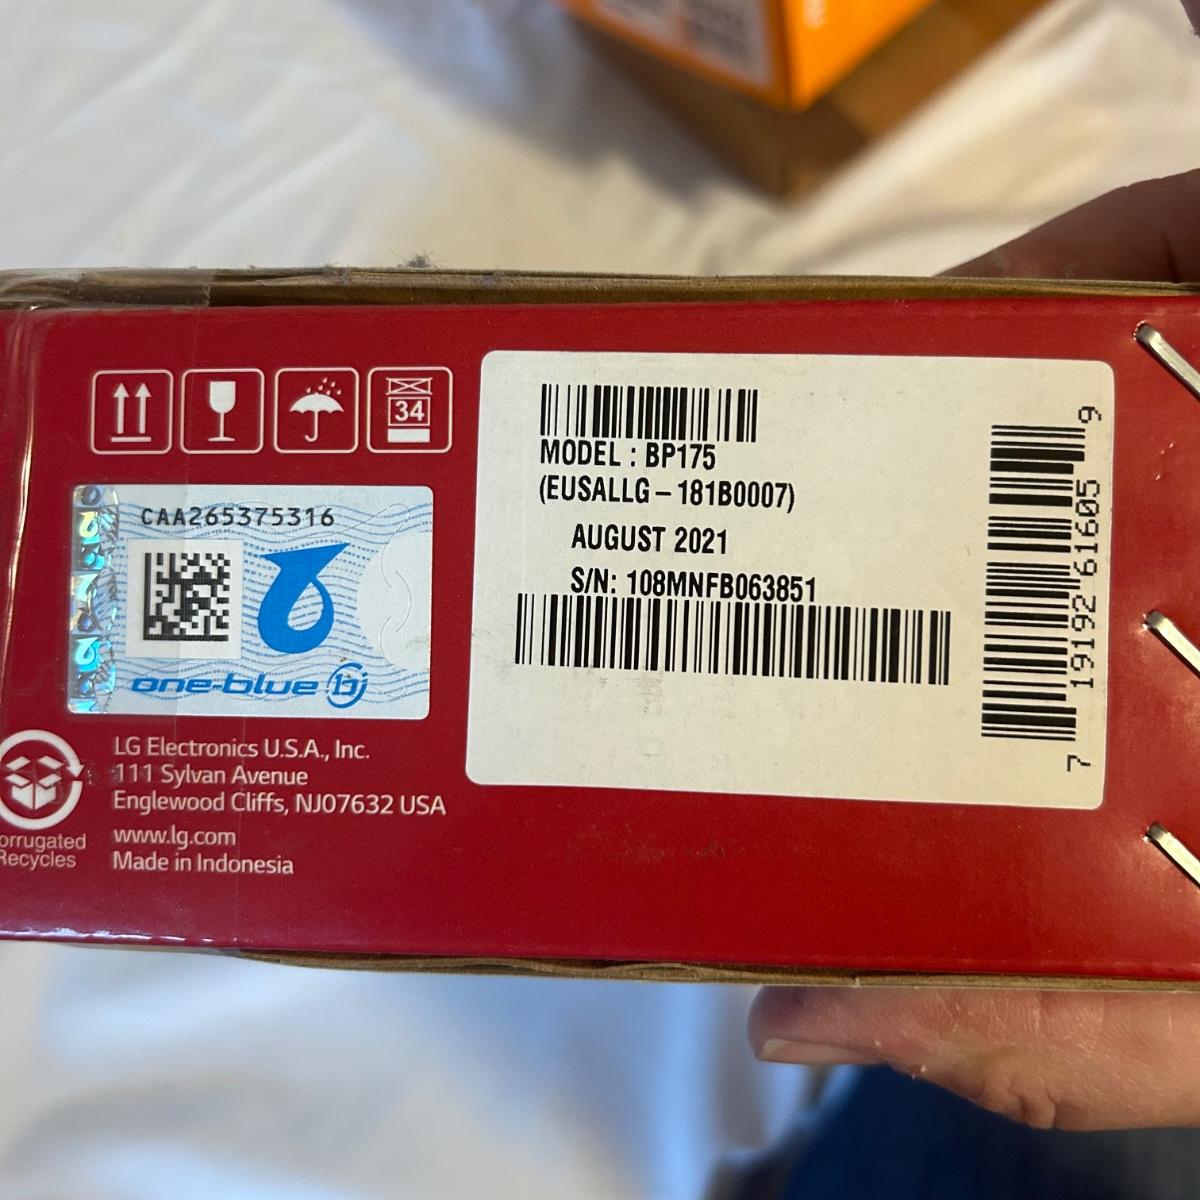 34
CAA265375316
one-blue
LG Electronics U.S.A., Inc.
111 Sylvan Avenue
Englewood Cliffs, NJ07632 USA
www.lg.com
Made in Indonesia
orrugated
Recycles
MODEL : BP175
(EUSALLG – 181B0007)
AUGUST 2021
S/N: 108MNFB063851
7 19192 61605 9